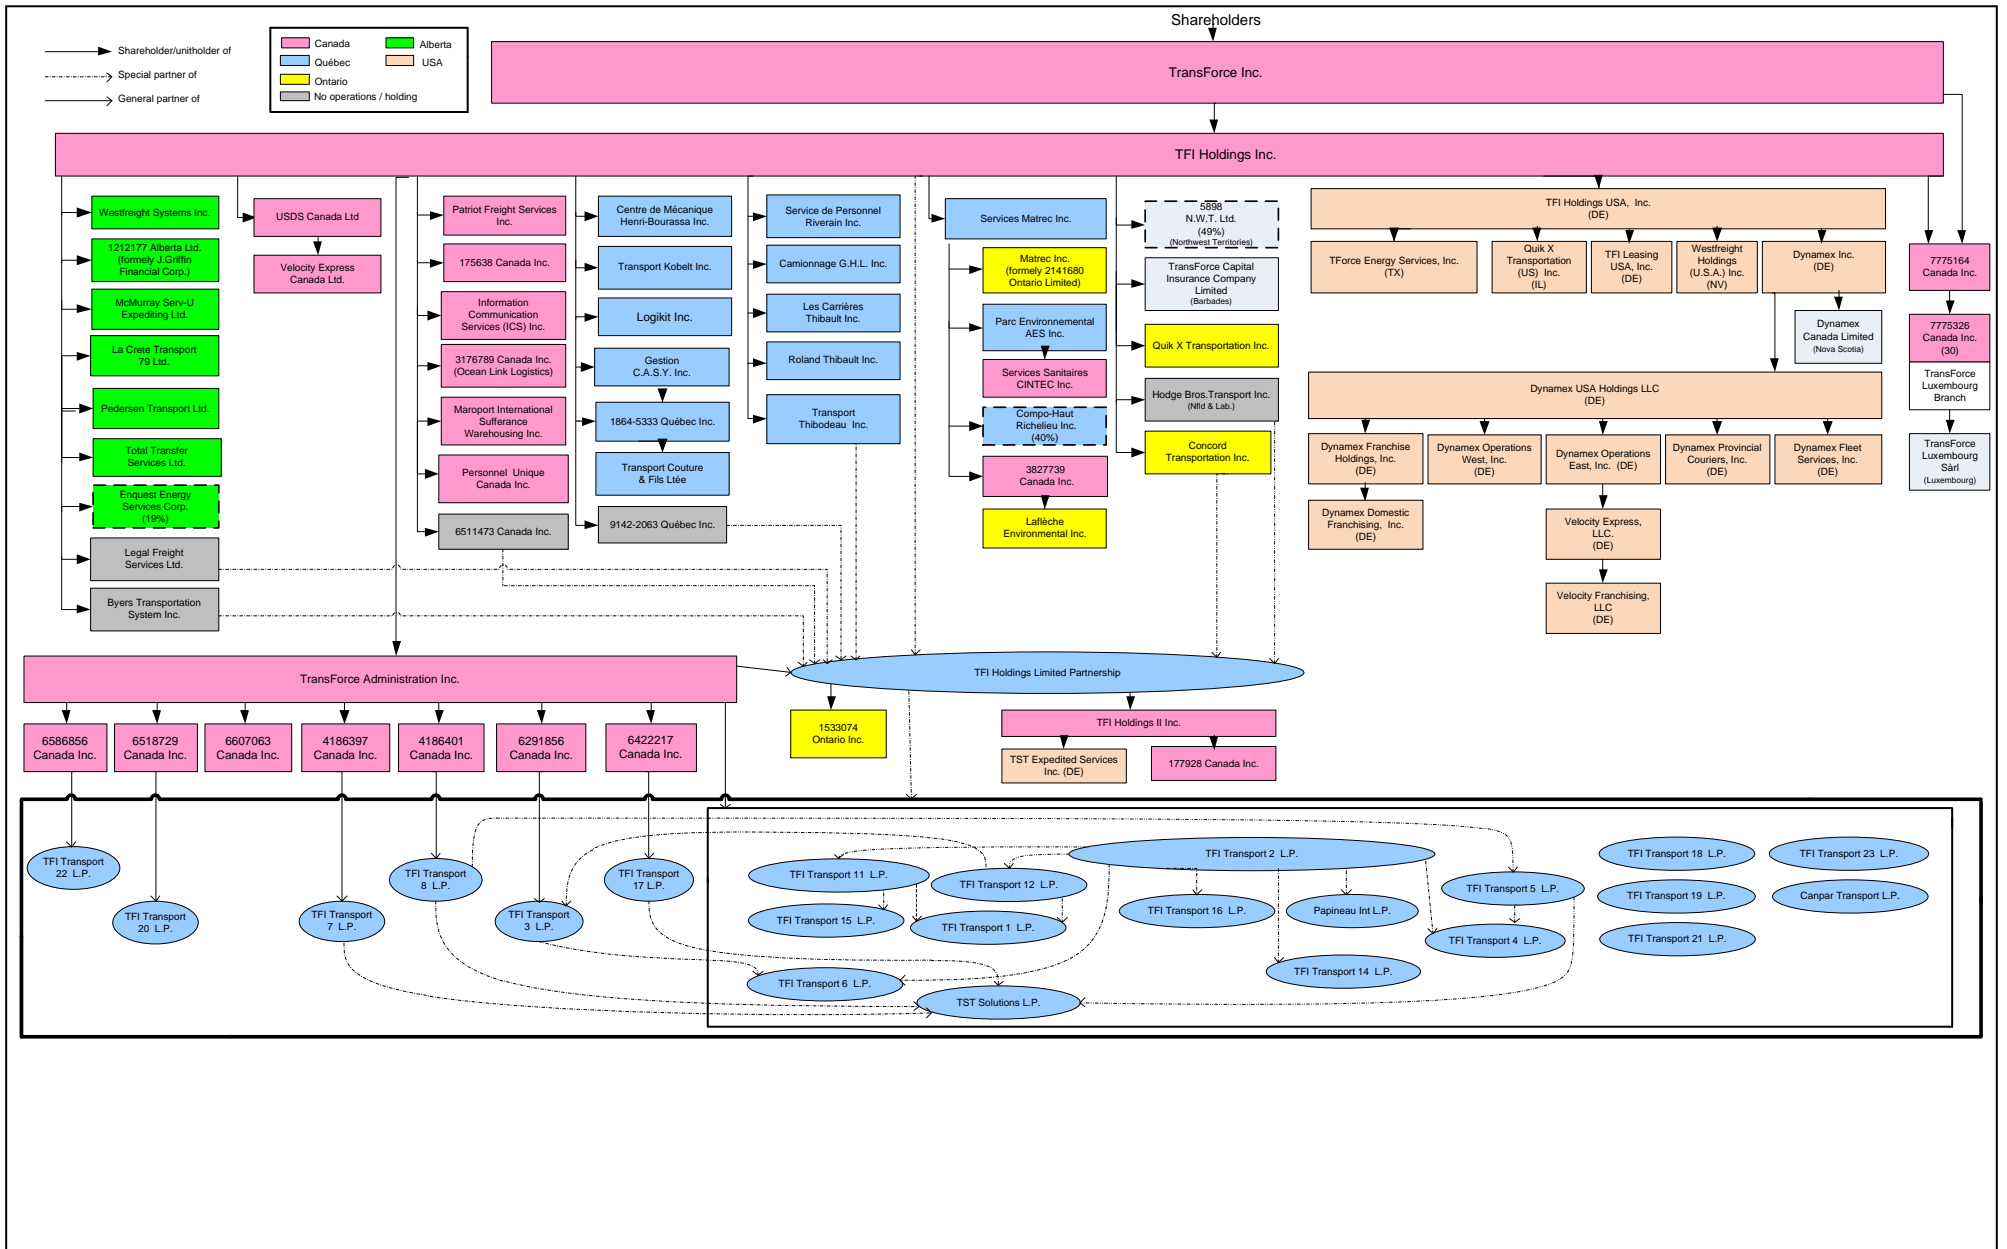 Shareholders
Shareholder/unitholder of
Special partner of
General partner of
Canada
Alberta
Québec
USA
Ontario
No operations / holding
TransForce Inc.
TFI Holdings Inc.
Westfreight Systems Inc.
1212177 Alberta Ltd.
(formely J.Griffin
Financial Corp.)
McMurray Serv-U
Expediting Ltd.
La Crete Transport
79 Ltd.
Pedersen Transport Ltd.
Total Transfer
Services Ltd.
Enquest Energy
Services Corp.
(19%)
Legal Freight
Services Ltd.
Byers Transportation
System Inc.
USDS Canada Ltd
Velocity Express
Canada Ltd.
Patriot Freight Services
Inc.
175638 Canada Inc.
Information
Communication
Services (ICS) Inc.
3176789 Canada Inc.
(Ocean Link Logistics)
Maroport International
Sufferance
Warehousing Inc.
Personnel Unique
Canada Inc.
6511473 Canada Inc.
Centre de Mécanique
Henri-Bourassa Inc.
Transport Kobelt Inc.
Logikit Inc.
Gestion
C.A.S.Y. Inc.
1864-5333 Québec Inc.
Transport Couture
& Fils Ltée
9142-2063 Québec Inc.
Service de Personnel
Riverain Inc.
Camionnage G.H.L. Inc.
Les Carrières
Thibault Inc.
Roland Thibault Inc.
Transport
Thibodeau Inc.
Services Matrec Inc.
Matrec Inc.
(formely 2141680
Ontario Limited)
Parc Environnemental
AES Inc.
Services Sanitaires
CINTEC Inc.
Compo-Haut
Richelieu Inc.
(40%)
3827739
Canada Inc.
Laflèche
Environmental Inc.
5898
N.W.T. Ltd.
(49%)
(Northwest Territories)
TransForce Capital
Insurance Company
Limited
(Barbades)
Quik X Transportation Inc.
Hodge Bros.Transport Inc.
(Nfld & Lab.)
Concord
Transportation Inc.
TFI Holdings USA, Inc.
(DE)
TForce Energy Services, Inc.
(TX)
Quik X
Transportation
(US) Inc.
(IL)
TFI Leasing
USA, Inc.
(DE)
Westfreight
Holdings
(U.S.A.) Inc.
(NV)
Dynamex Inc.
(DE)
Dynamex
Canada Limited
(Nova Scotia)
Dynamex USA Holdings LLC
(DE)
Dynamex Franchise
Holdings, Inc.
(DE)
Dynamex Operations
West, Inc.
(DE)
Dynamex Operations
East, Inc. (DE)
Dynamex Provincial
Couriers, Inc.
(DE)
Dynamex Fleet
Services, Inc.
(DE)
Dynamex Domestic
Franchising, Inc.
(DE)
Velocity Express,
LLC.
(DE)
Velocity Franchising,
LLC
(DE)
7775164
Canada Inc.
7775326
Canada Inc.
(30)
TransForce
Luxembourg
Branch
TransForce
Luxembourg
Sàrl
(Luxembourg)
TransForce Administration Inc.
TFI Holdings Limited Partnership
6586856
Canada Inc.
6518729
Canada Inc.
6607063
Canada Inc.
4186397
Canada Inc.
4186401
Canada Inc.
6291856
Canada Inc.
6422217
Canada Inc.
1533074
Ontario Inc.
TFI Holdings II Inc.
TST Expedited Services
Inc. (DE)
177928 Canada Inc.
TFI Transport
22 L.P.
TFI Transport
20 L.P.
TFI Transport
7 L.P.
TFI Transport
8 L.P.
TFI Transport
3 L.P.
TFI Transport
17 L.P.
TFI Transport 11 L.P.
TFI Transport 12 L.P.
TFI Transport 2 L.P.
TFI Transport 15 L.P.
TFI Transport 1 L.P.
TFI Transport 16 L.P.
Papineau Int L.P.
TFI Transport 5 L.P.
TFI Transport 4 L.P.
TFI Transport 14 L.P.
TFI Transport 6 L.P.
TST Solutions L.P.
TFI Transport 18 L.P.
TFI Transport 23 L.P.
TFI Transport 19 L.P.
Canpar Transport L.P.
TFI Transport 21 L.P.